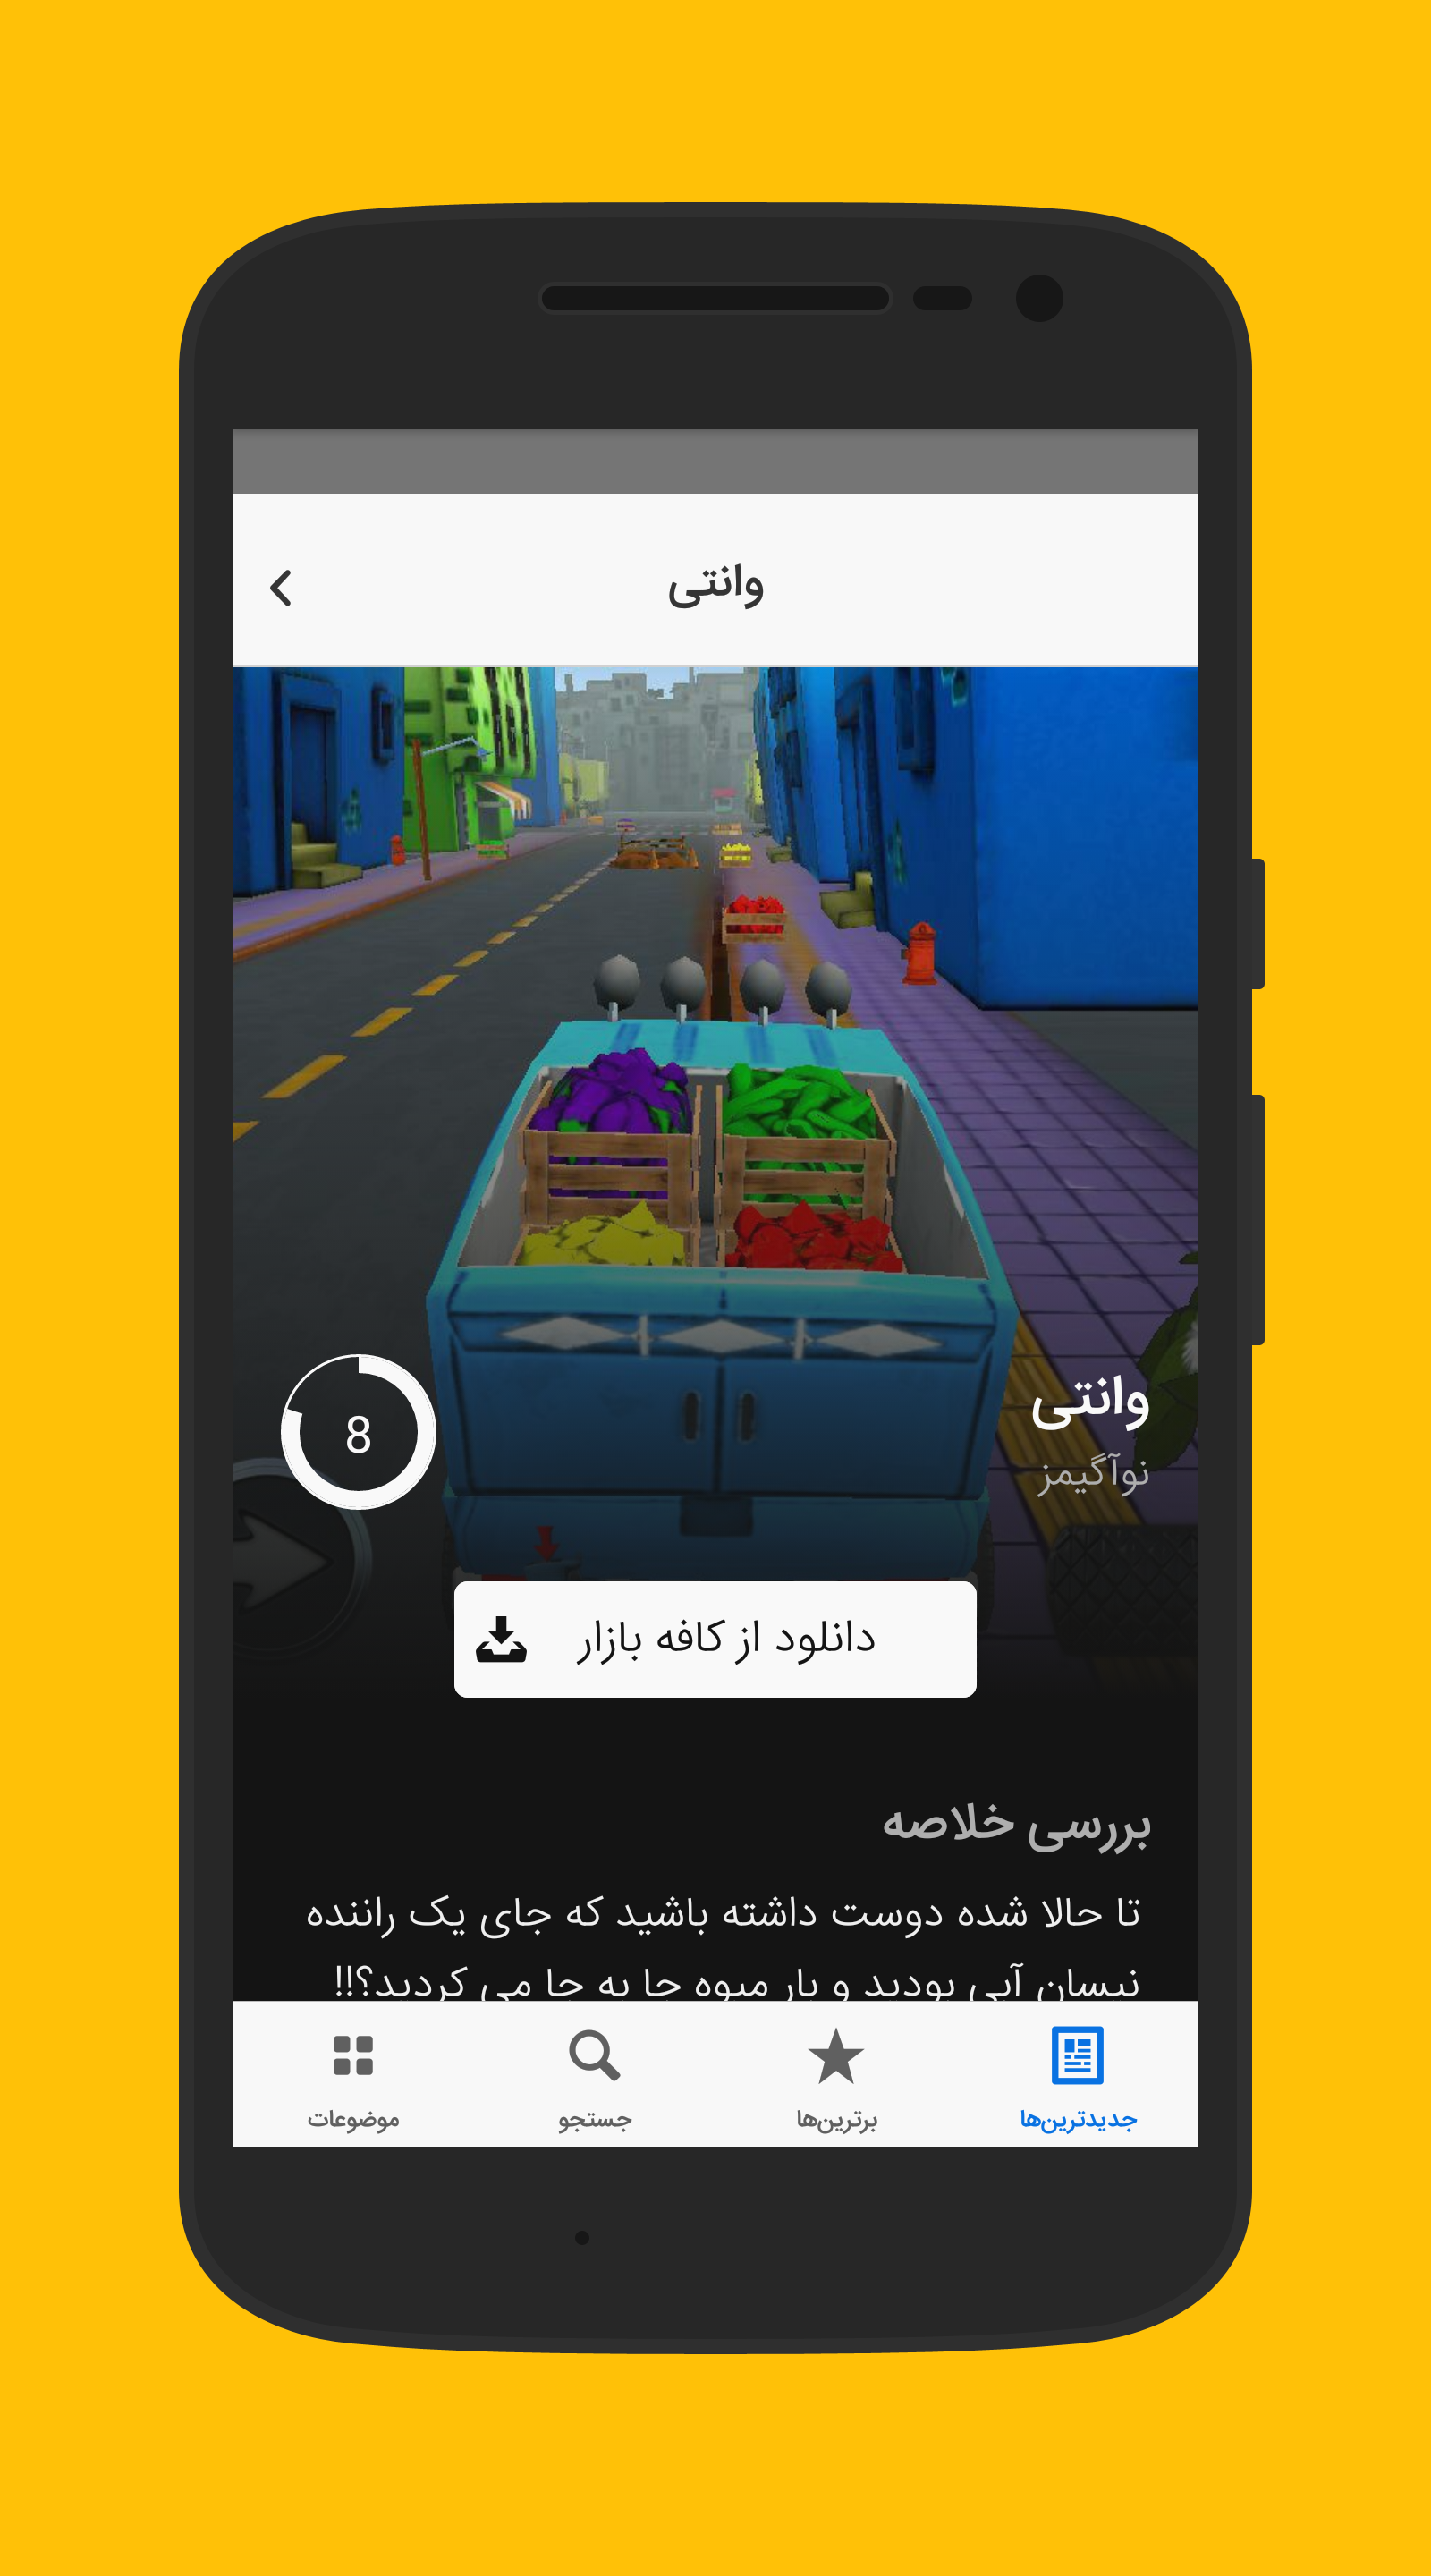 وانتی
وانتی
نوآگیمز
8
دانلود از کافه بازار
بررسی خلاصه
تا حالا شده دوست داشته باشید که جای یک راننده
نیسان آبی بودید و بار میوه جا به جا می کردید؟!!
جدیدترین‌ها
برترین‌ها
جستجو
موضوعات